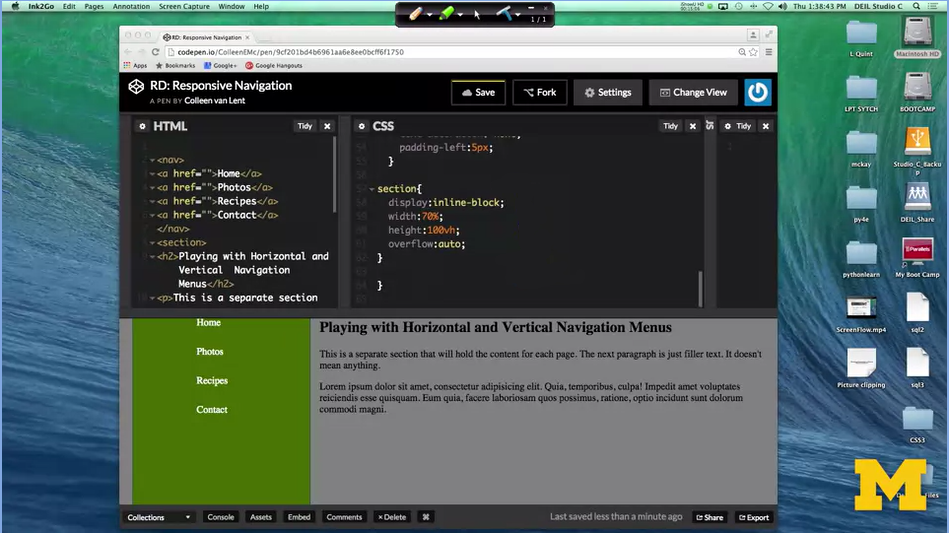 Ink2Go Edit Pages Annotation Screen Capture Window Help
Thu 1:38:43 PM DEIL Studio C
1 / 1
RD: Responsive Navigation
codepen.io/ColleenEMc/pen/9cf201bd4b6961aa6e8ee0bcff6f1750
Apps Bookmarks Google+ Google Hangouts
RD: Responsive Navigation
A PEN BY Colleen van Lent
Save Fork Settings Change View
HTML Tidy
CSS Tidy
Tidy
<nav>
<a href="">Home</a>
<a href="">Photos</a>
<a href="">Recipes</a>
<a href="">Contact</a>
</nav>
<section>
<h2>Playing with Horizontal and
Vertical Navigation
Menus</h2>
<p>This is a separate section
padding-left:5px;
}
section{
display:inline-block;
width:70%;
height:100vh;
overflow:auto;
}
}
Home
Photos
Recipes
Contact
Playing with Horizontal and Vertical Navigation Menus
This is a separate section that will hold the content for each page. The next paragraph is just filler text. It doesn't
mean anything.
Lorem ipsum dolor sit amet, consectetur adipisicing elit. Quia, temporibus, culpa! Impedit amet voluptates
reiciendis esse quisquam. Eum quia, facere laboriosam quos possimus, ratione, optio incidunt sint dolorum
commodi magni.
Collections Console Assets Embed Comments × Delete ⌘
Last saved less than a minute ago Share Export
L Quint
Macintosh HD
LPT SYTCH
BOOTCAMP
mckay
Studio_C_Backu
p
py4e
DEIL_Share
pythonlearn
Parallels
My Boot Camp
ScreenFlow.mp4
sql2
Picture clipping
sql3
CSS3
M
Files